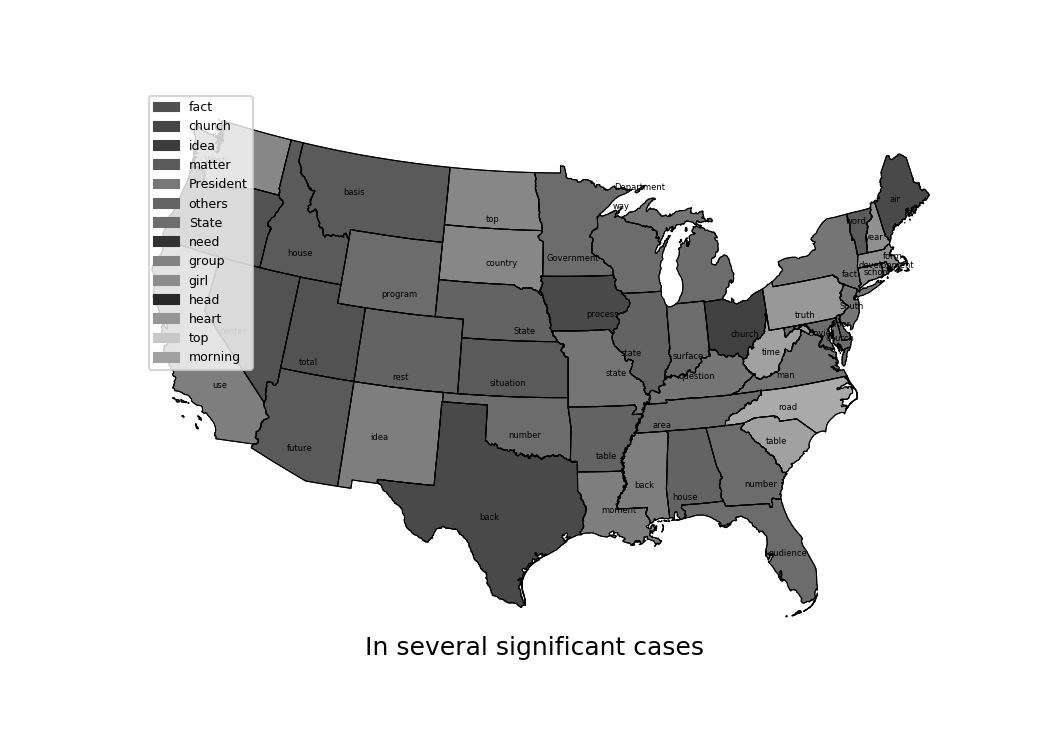 fact
church
idea
matter
President
others
State
need
group
girl
head
heart
top
morning
basis
top
country
house
program
State
total
rest
situation
use
future
idea
number
back
Department
way
Government
process
state
state
surface
question
church
area
table
back
moment
house
number
audience
man
time
truth
road
table
air
word
year
form
development
school
fact
South
In several significant cases